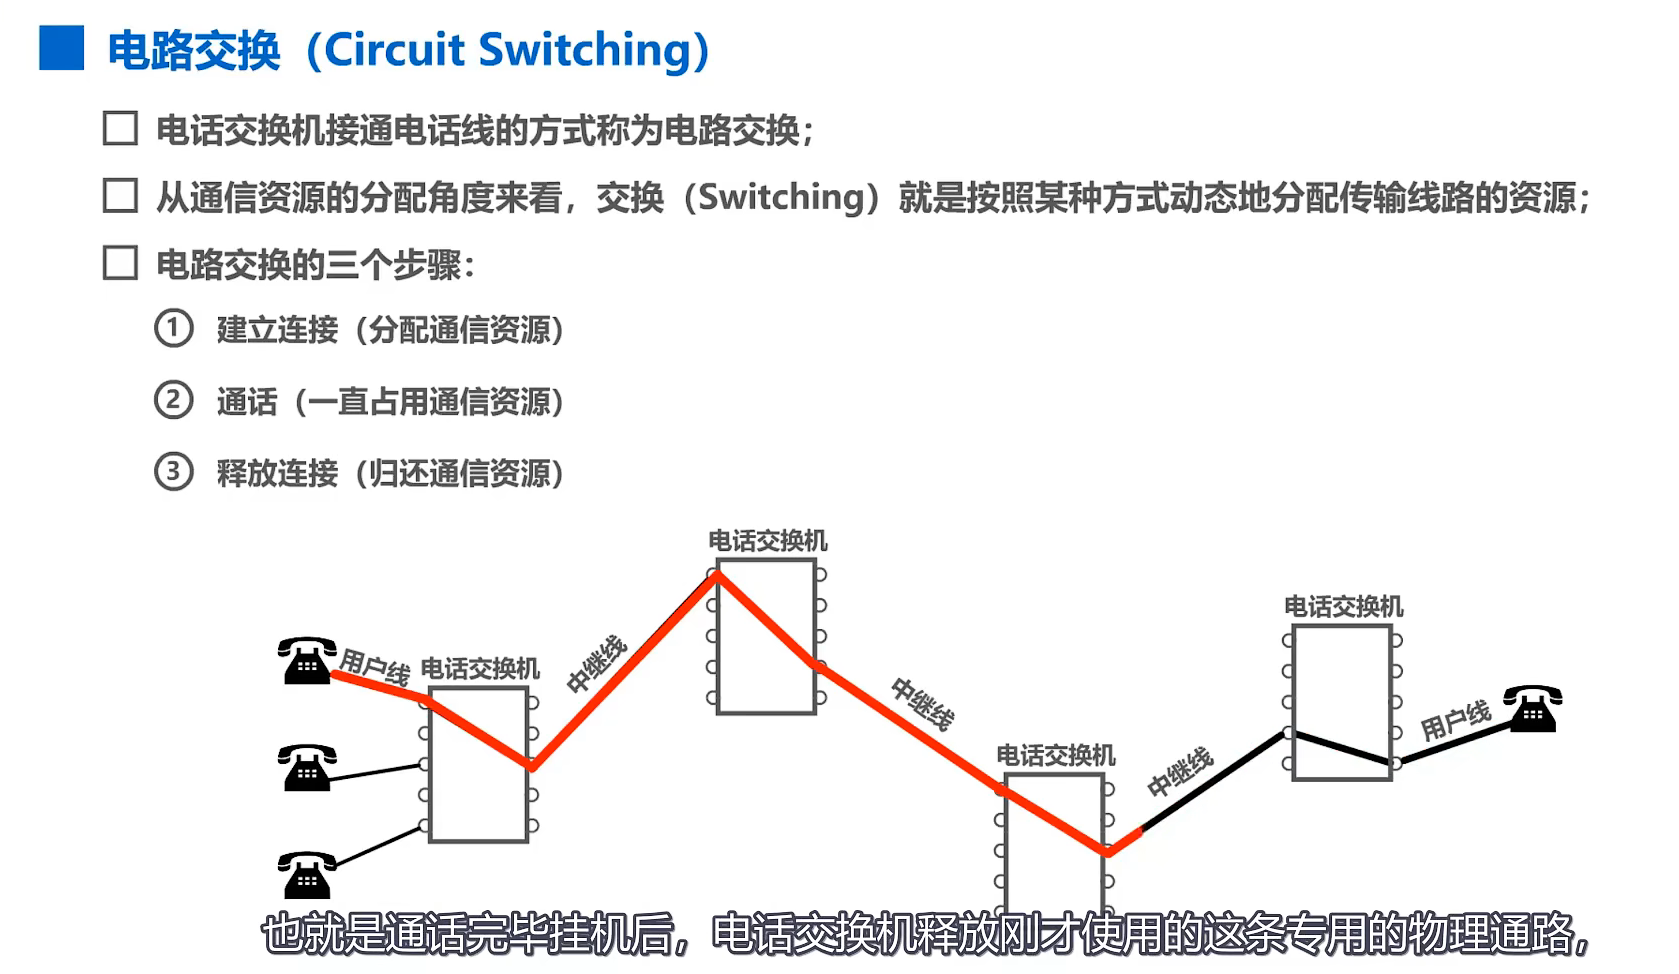 电路交换（Circuit Switching）
电话交换机接通电话线的方式称为电路交换；
从通信资源的分配角度来看，交换（Switching）就是按照某种方式动态地分配传输线路的资源；
电路交换的三个步骤：
① 建立连接（分配通信资源）
② 通话（一直占用通信资源）
③ 释放连接（归还通信资源）
电话交换机
电话交换机
用户线
电话交换机
中继线
中继线
电话交换机
中继线
用户线
也就是通话完毕挂机后，电话交换机释放刚才使用的这条专用的物理通路，